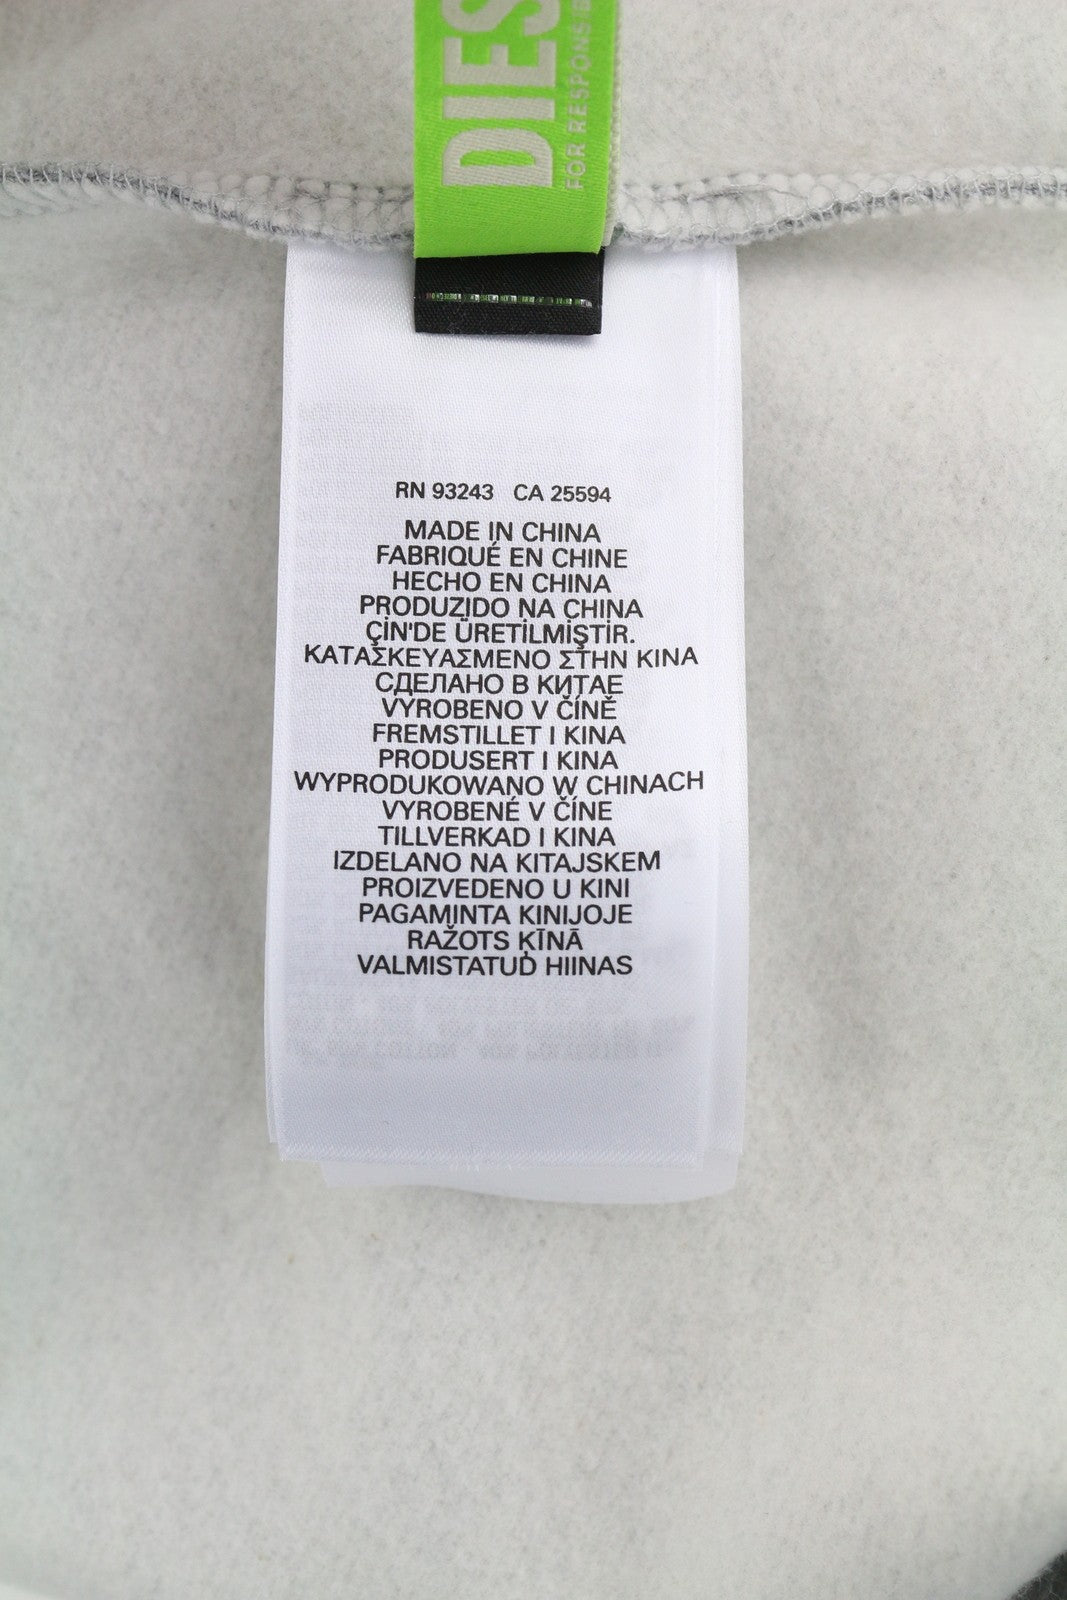 DIES
FOR RESPONSIB
RN 93243 CA 25594
MADE IN CHINA
FABRIQUÉ EN CHINE
HECHO EN CHINA
PRODUZIDO NA CHINA
ÇİN'DE ÜRETİLMİŞTİR.
ΚΑΤΑΣΚΕΥΑΣΜΕΝΟ ΣΤΗΝ ΚΙΝΑ
СДЕЛАНО В КИТАЕ
VYROBENO V ČÍNĚ
FREMSTILLET I KINA
PRODUSERT I KINA
WYPRODUKOWANO W CHINACH
VYROBENÉ V ČÍNE
TILLVERKAD I KINA
IZDELANO NA KITAJSKEM
PROIZVEDENO U KINI
PAGAMINTA KINIJOJE
RAŽOTS ĶĪNĀ
VALMISTATUD HIINAS